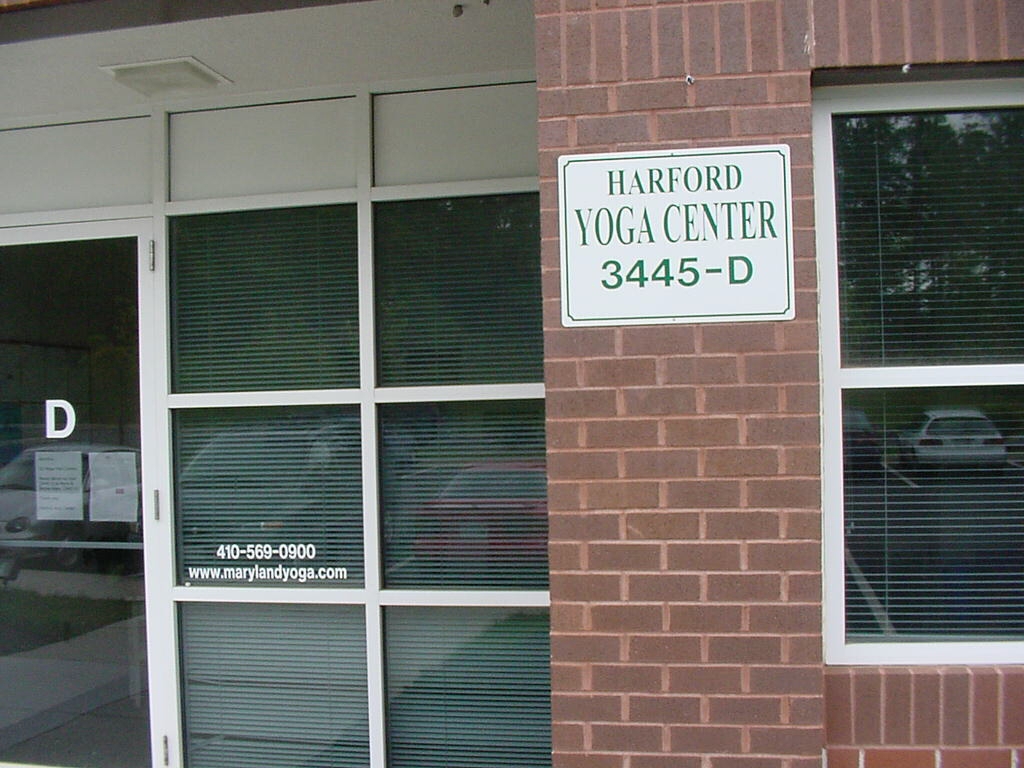 HARFORD
YOGA CENTER
3445-D
D
410-569-0900
www.marylandyoga.com